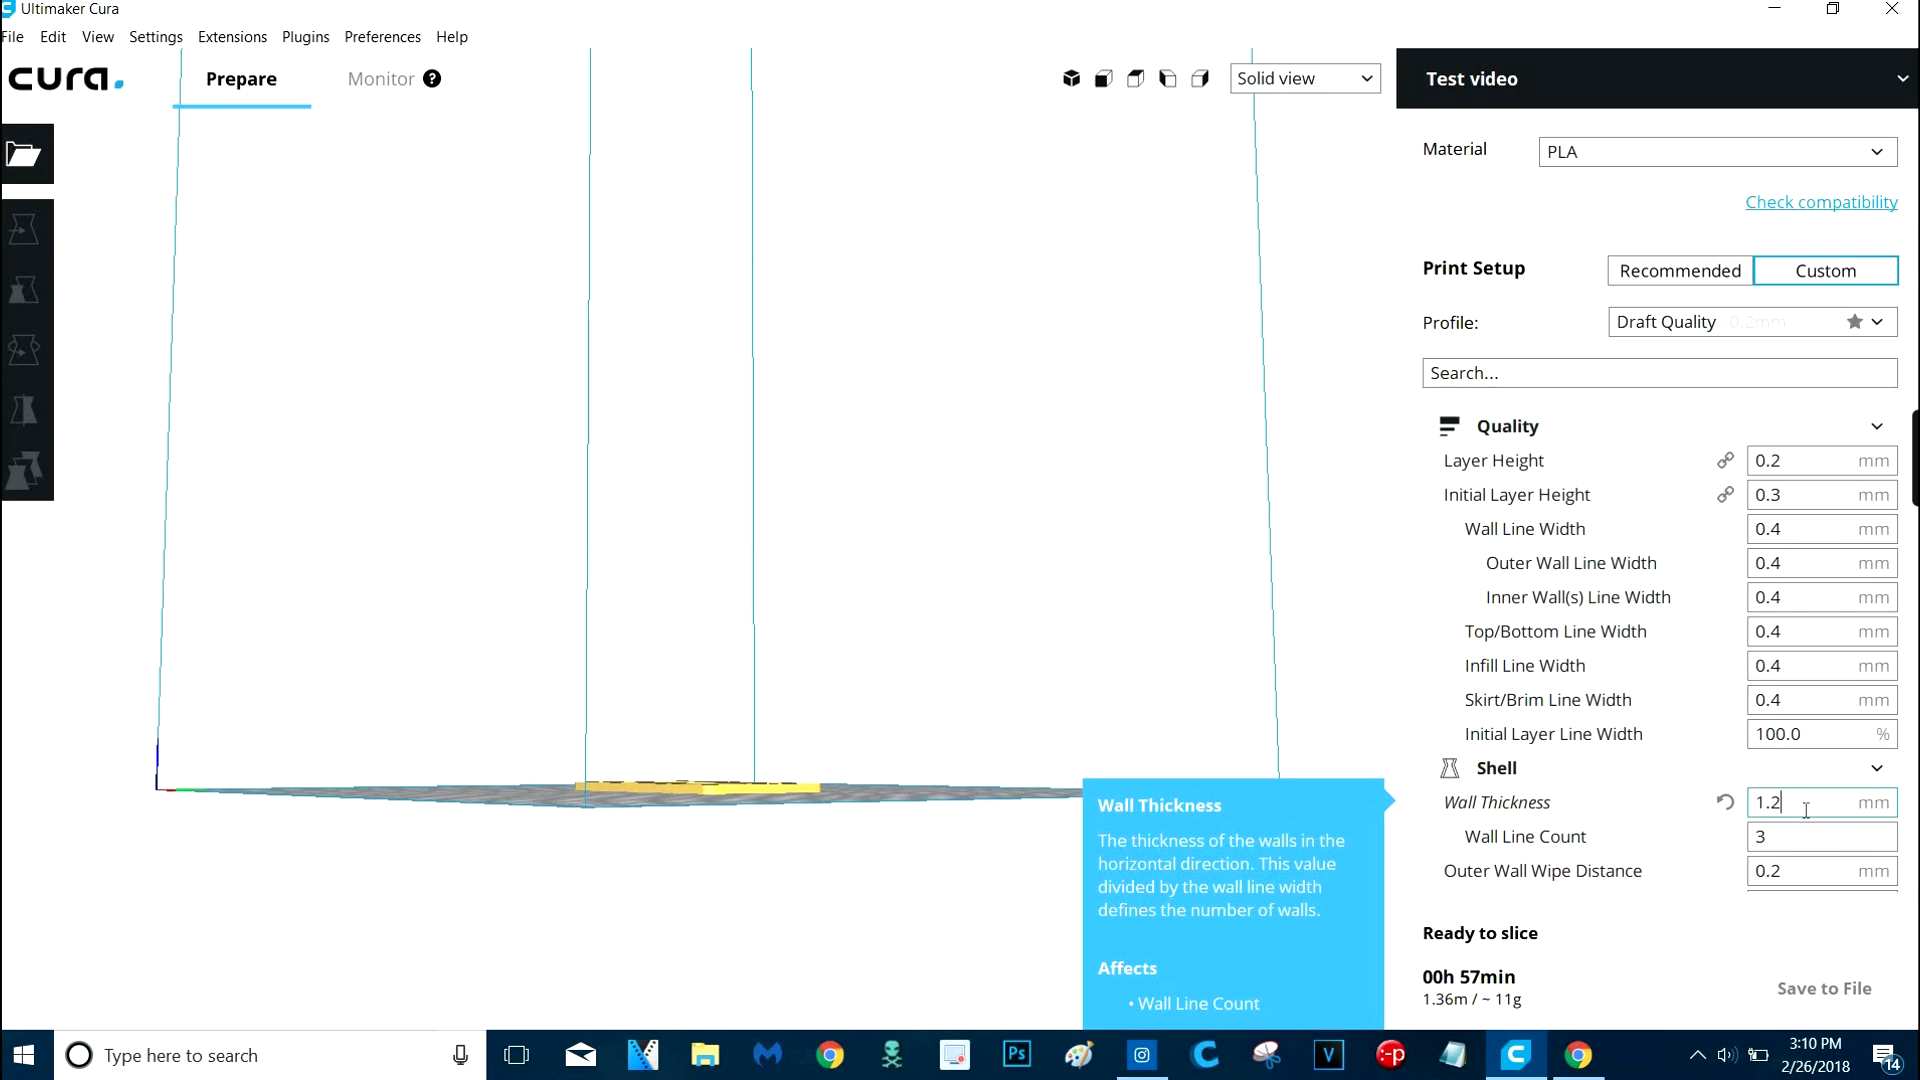 Ultimaker Cura
File Edit View Settings Extensions Plugins Preferences Help
cura.
Prepare
Monitor ?
Solid view
Test video
Material
PLA
Check compatibility
Print Setup
Recommended
Custom
Profile:
Draft Quality 0.2mm
Search...
Quality
Layer Height 0.2 mm
Initial Layer Height 0.3 mm
Wall Line Width 0.4 mm
Outer Wall Line Width 0.4 mm
Inner Wall(s) Line Width 0.4 mm
Top/Bottom Line Width 0.4 mm
Infill Line Width 0.4 mm
Skirt/Brim Line Width 0.4 mm
Initial Layer Line Width 100.0 %
Shell
Wall Thickness 1.2 mm
Wall Line Count 3
Outer Wall Wipe Distance 0.2 mm
Wall Thickness
The thickness of the walls in the
horizontal direction. This value
divided by the wall line width
defines the number of walls.
Affects
• Wall Line Count
Ready to slice
00h 57min
1.36m / ~ 11g
Save to File
Type here to search
Ps
V
:-p
3:10 PM
2/26/2018
14